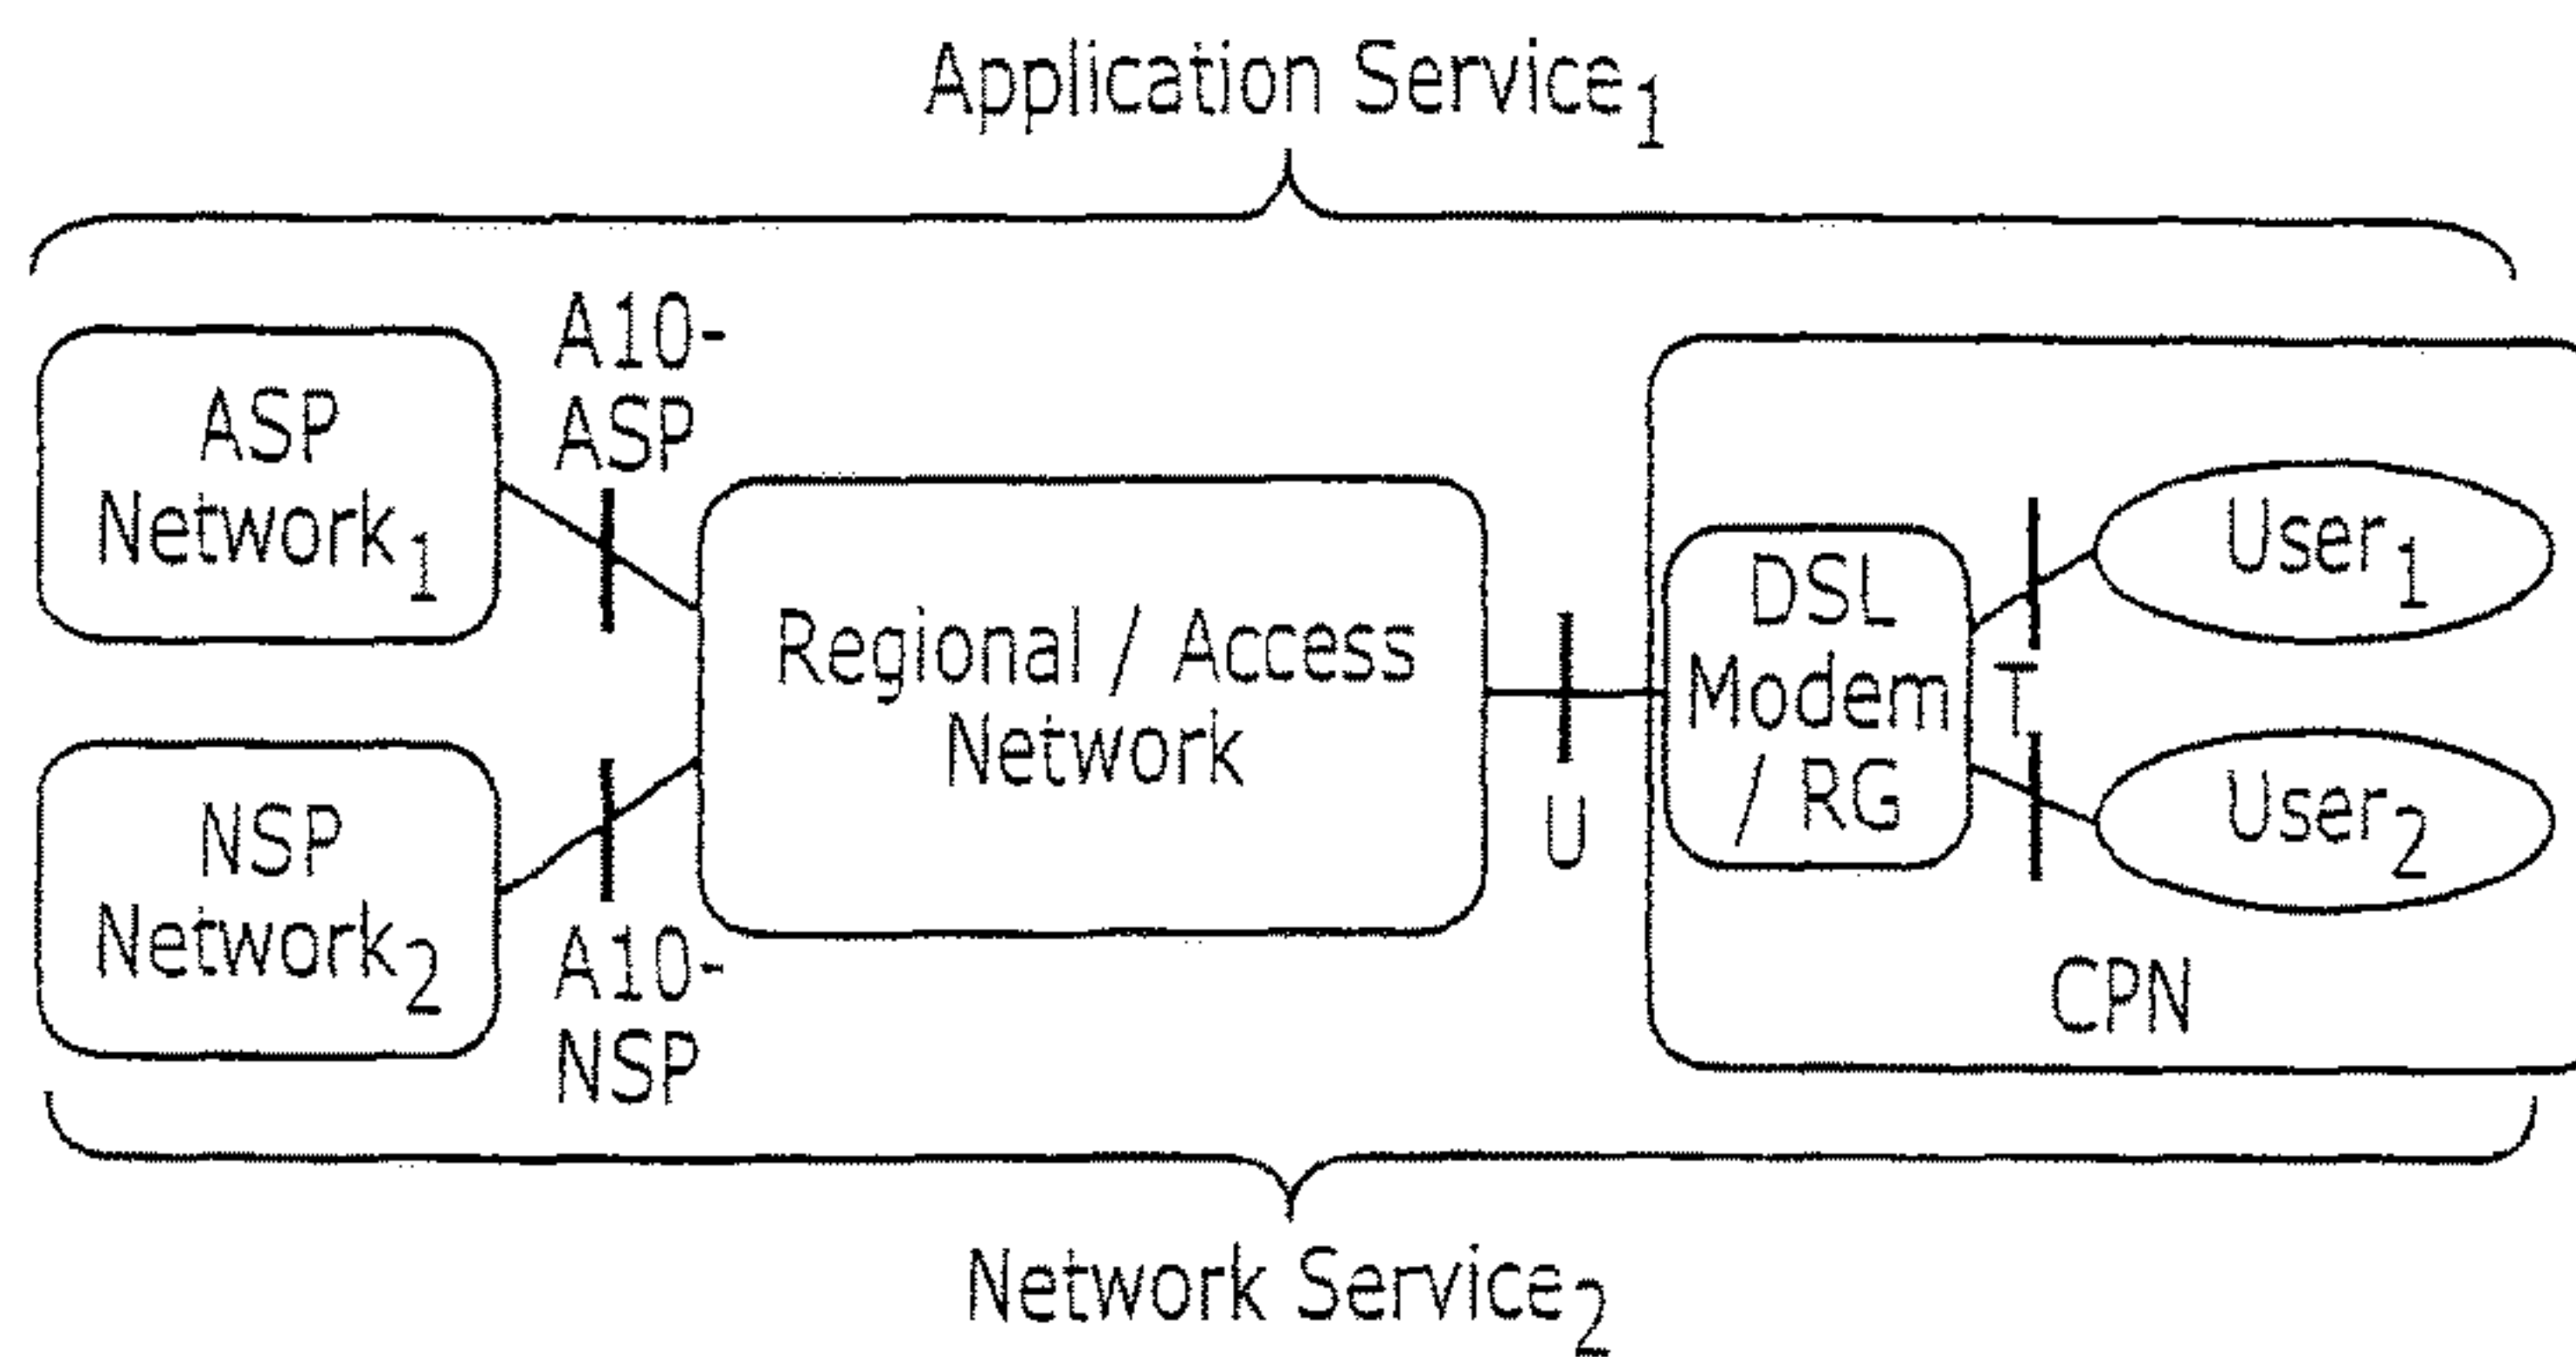 Application Service₁
A10-
ASP
ASP
Network₁
Regional / Access
Network
NSP
Network₂
A10-
NSP
U
DSL
Modem
/ RG
T
User₁
User₂
CPN
Network Service₂